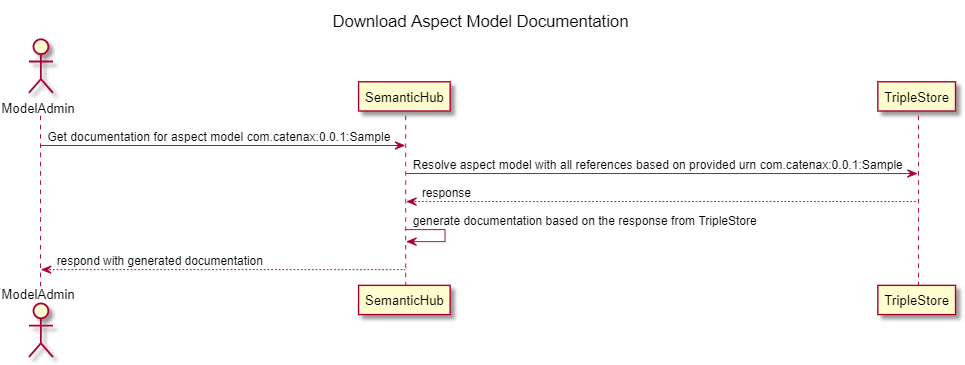 Download Aspect Model Documentation
ModelAdmin
SemanticHub
TripleStore
Get documentation for aspect model com.catenax:0.0.1:Sample
Resolve aspect model with all references based on provided urn com.catenax:0.0.1:Sample
response
generate documentation based on the response from TripleStore
respond with generated documentation
ModelAdmin
SemanticHub
TripleStore